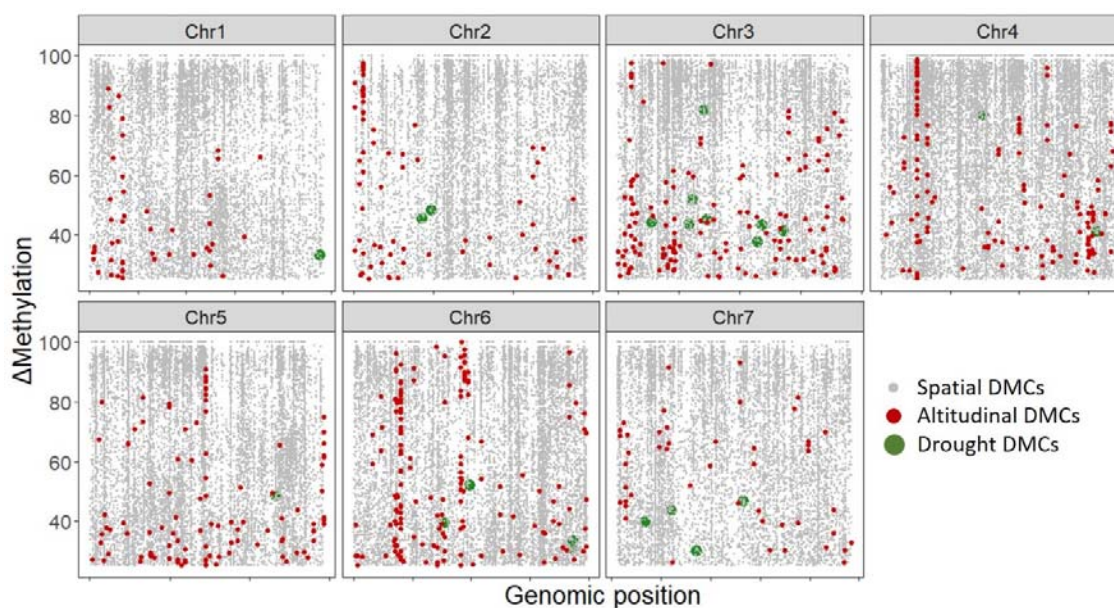 Chr1 Chr2 Chr3 Chr4
100
80
60
40
ΔMethylation
Chr5 Chr6 Chr7
100
80
60
40
Spatial DMCs
Altitudinal DMCs
Drought DMCs
Genomic position